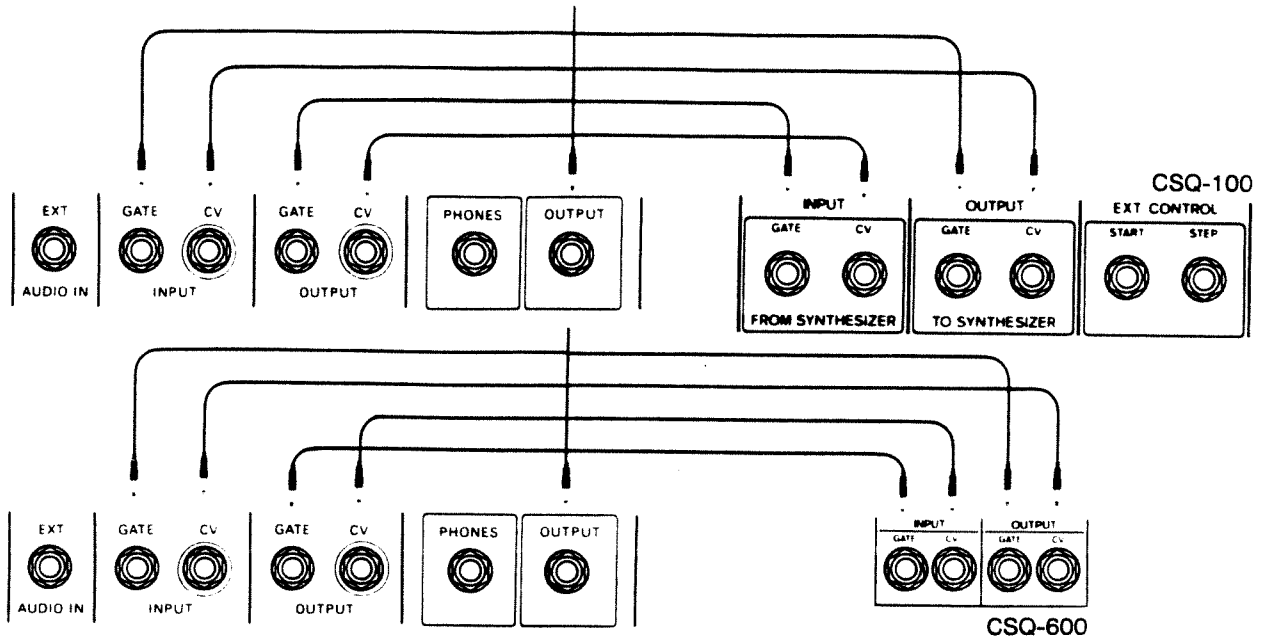 CSQ-100
INPUT OUTPUT EXT CONTROL
EXT GATE CV GATE CV PHONES OUTPUT
GATE CV GATE CV START STEP
AUDIO IN INPUT OUTPUT
FROM SYNTHESIZER TO SYNTHESIZER
INPUT OUTPUT
EXT GATE CV GATE CV PHONES OUTPUT
GATE CV GATE CV
AUDIO IN INPUT OUTPUT
CSQ-600